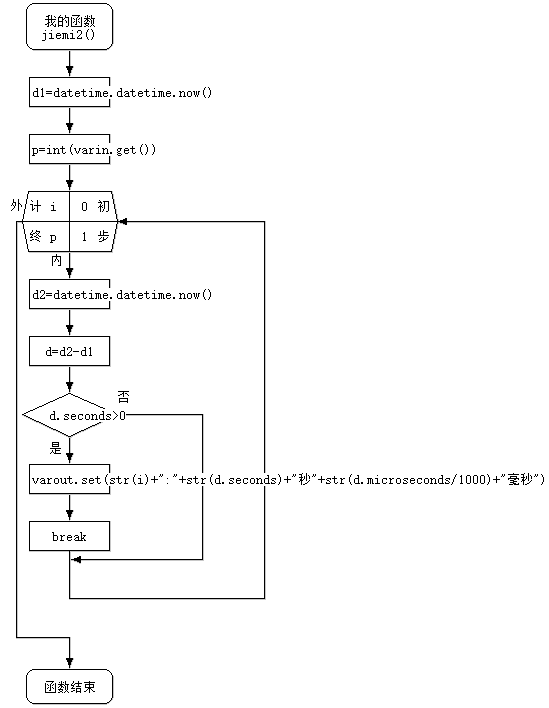 我的函数
jiemi2()
d1=datetime.datetime.now()
p=int(varin.get())
外 计 i 0 初
终 p 1 步
内
d2=datetime.datetime.now()
d=d2-d1
否
d.seconds>0
是
varout.set(str(i)+":"+str(d.seconds)+"秒"+str(d.microseconds/1000)+"毫秒")
break
函数结束